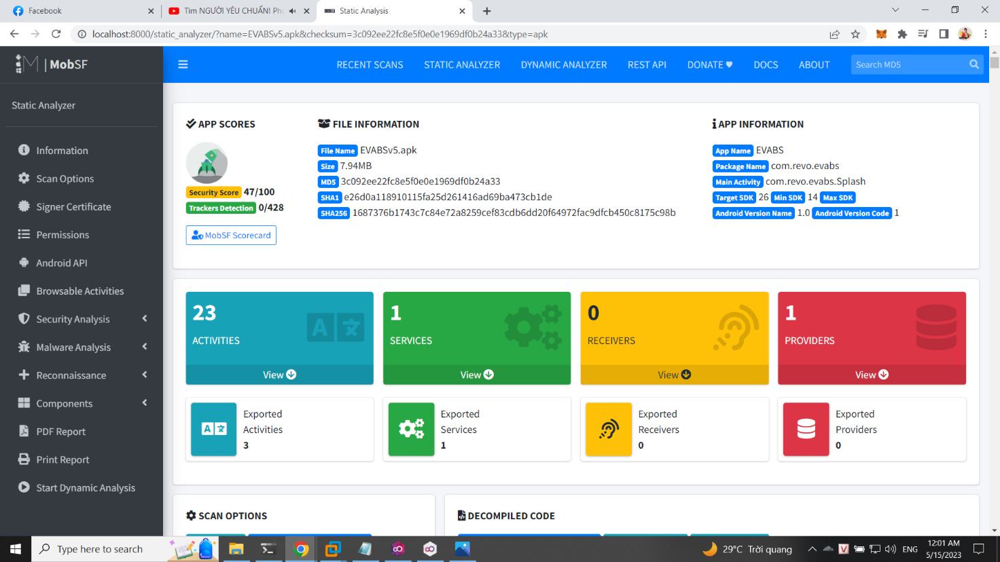 Facebook
Tìm NGƯỜI YÊU CHUẨN! Ph
Static Analysis
localhost:8000/static_analyzer/?name=EVABSv5.apk&checksum=3c092ee22fc8e5f0e0e1969df0b24a33&type=apk
| MobSF
RECENT SCANS
STATIC ANALYZER
DYNAMIC ANALYZER
REST API
DONATE ♥
DOCS
ABOUT
Search MD5
Static Analyzer
Information
Scan Options
Signer Certificate
Permissions
Android API
Browsable Activities
Security Analysis
Malware Analysis
Reconnaissance
Components
PDF Report
Print Report
Start Dynamic Analysis
APP SCORES
Security Score 47/100
Trackers Detection 0/428
MobSF Scorecard
FILE INFORMATION
File Name EVABSv5.apk
Size 7.94MB
MD5 3c092ee22fc8e5f0e0e1969df0b24a33
SHA1 e26d0a118910115fa25d261416ad69ba473cb1de
SHA256 1687376b1743c7c84e72a8259cef83cdb6dd20f64972fac9dfcb450c8175c98b
APP INFORMATION
App Name EVABS
Package Name com.revo.evabs
Main Activity com.revo.evabs.Splash
Target SDK 26 Min SDK 14 Max SDK
Android Version Name 1.0 Android Version Code 1
23
ACTIVITIES
View
1
SERVICES
View
0
RECEIVERS
View
1
PROVIDERS
View
Exported
Activities
3
Exported
Services
1
Exported
Receivers
0
Exported
Providers
0
SCAN OPTIONS
DECOMPILED CODE
Type here to search
29°C Trời quang
ENG
12:01 AM
5/15/2023